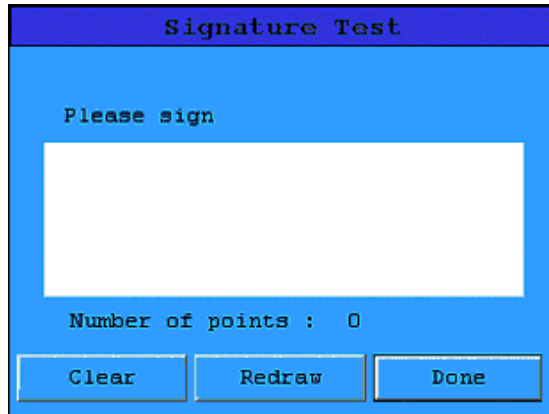 Signature Test
Please sign
Number of points : 0
Clear Redraw Done